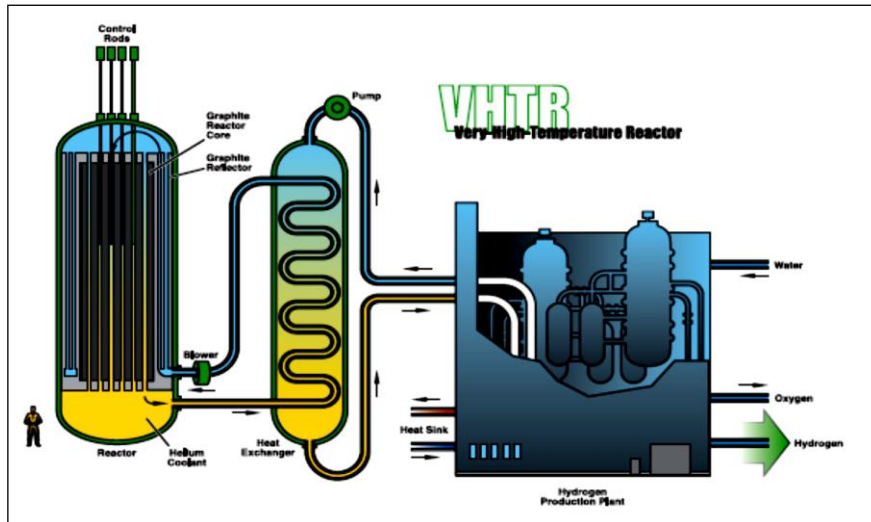 Control
Rods
Graphite
Reactor
Core
Graphite
Reflector
Pump
VHTR
Very-High-Temperature Reactor
Water
Blower
Oxygen
Heat Sink
Hydrogen
Reactor
Helium
Coolant
Heat
Exchanger
Hydrogen
Production Plant